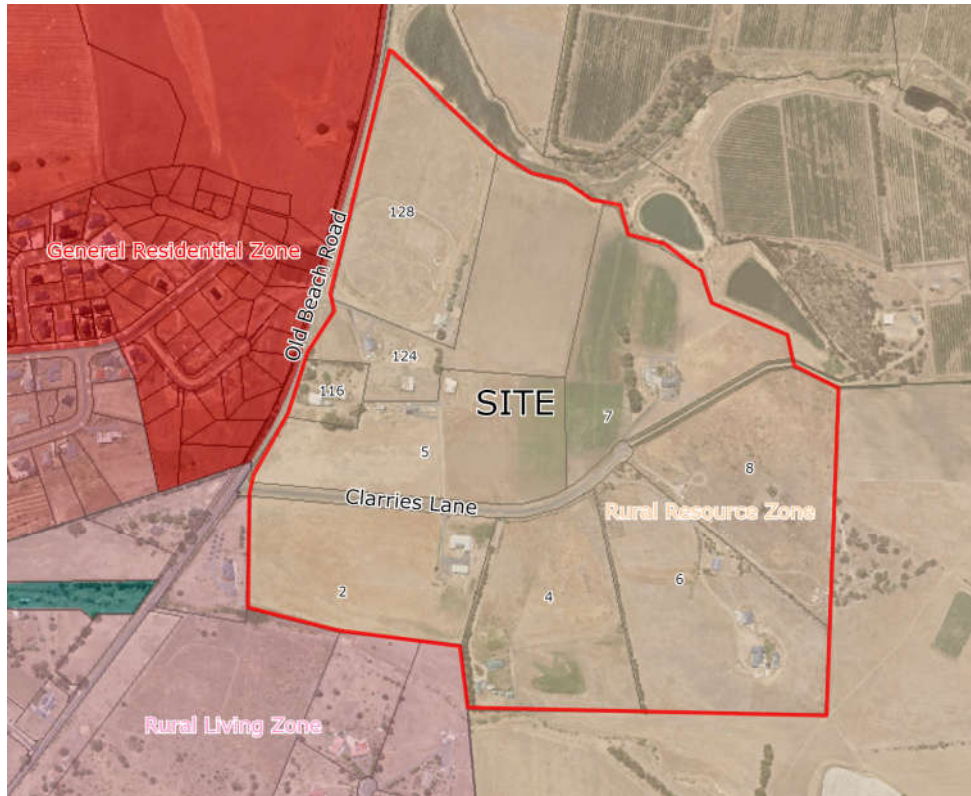 128
General Residential Zone
Old Beach Road
124
116
SITE
7
5
8
Clarries Lane
Rural Resource Zone
6
2
4
Rural Living Zone